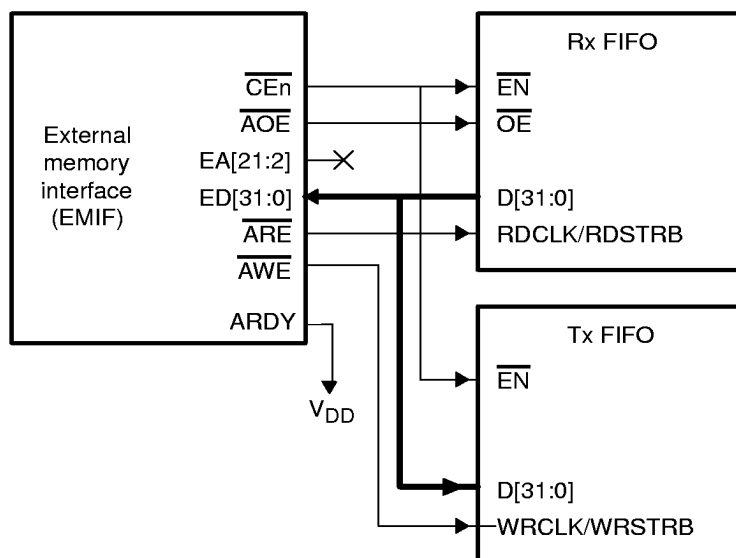 External
memory
interface
(EMIF)
CEn
AOE
EA[21:2]
ED[31:0]
ARE
AWE
ARDY
VDD
Rx FIFO
EN
OE
D[31:0]
RDCLK/RDSTRB
Tx FIFO
EN
D[31:0]
WRCLK/WRSTRB